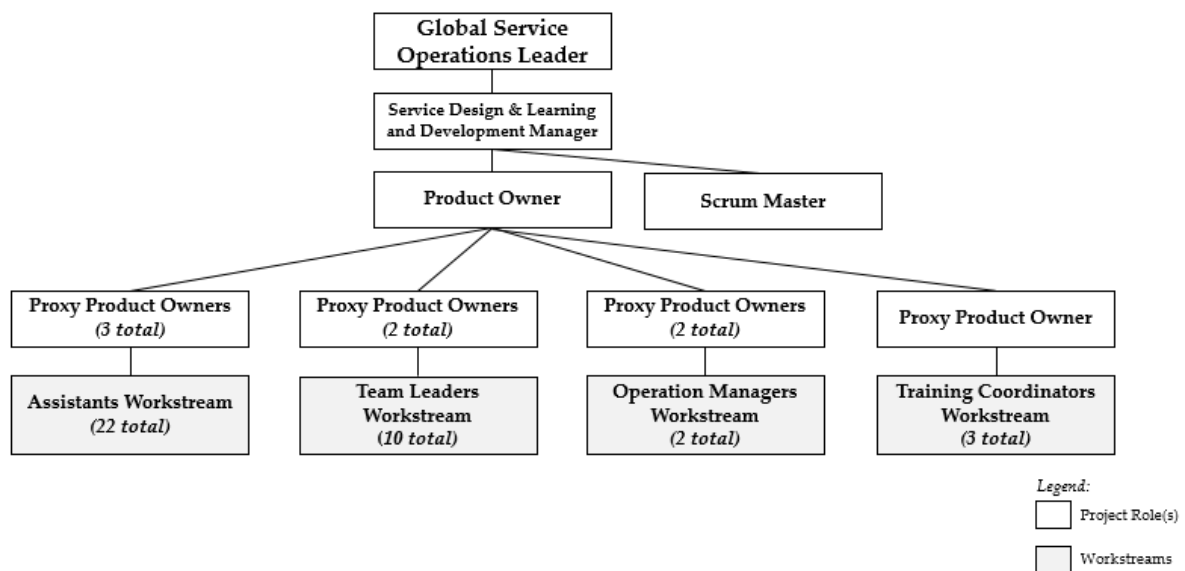 Global Service
Operations Leader
Service Design & Learning
and Development Manager
Product Owner
Scrum Master
Proxy Product Owners
(3 total)
Proxy Product Owners
(2 total)
Proxy Product Owners
(2 total)
Proxy Product Owner
Assistants Workstream
(22 total)
Team Leaders
Workstream
(10 total)
Operation Managers
Workstream
(2 total)
Training Coordinators
Workstream
(3 total)
Legend:
Project Role(s)
Workstreams